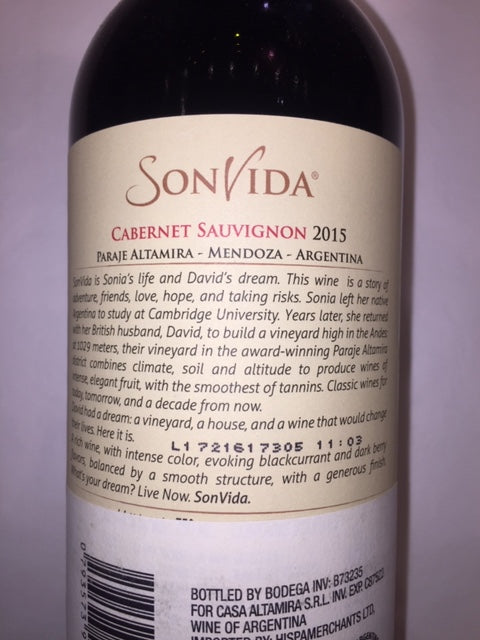 SONVIDA®
CABERNET SAUVIGNON 2015
PARAJE ALTAMIRA - MENDOZA - ARGENTINA
SonVida is Sonia's life and David's dream. This wine is a story of
adventure, friends, love, hope, and taking risks. Sonia left her native
Argentina to study at Cambridge University. Years later, she returned
with her British husband, David, to build a vineyard high in the Andes:
at 1029 meters, their vineyard in the award-winning Paraje Altamira
district combines climate, soil and altitude to produce wines of
intense, elegant fruit, with the smoothest of tannins. Classic wines for
today, tomorrow, and a decade from now.
David had a dream: a vineyard, a house, and a wine that would change
their lives. Here it is.
L1 721617305 11:03
A rich wine, with intense color, evoking blackcurrant and dark berry
flavors, balanced by a smooth structure, with a generous finish.
What's your dream? Live Now. SonVida.
BOTTLED BY BODEGA INV: B73235
FOR CASA ALTAMIRA S.R.L. INV. EXP.
WINE OF ARGENTINA
IMPORTED BY: HISPAMERCHANTS LTD,